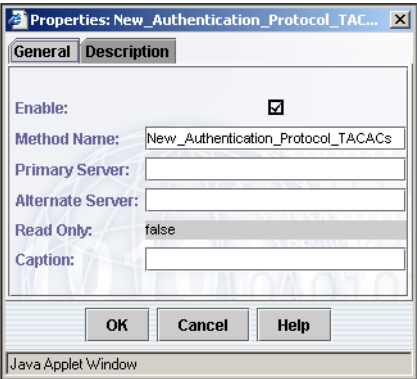 Properties: New_Authentication_Protocol_TAC...
General Description
Enable:
Method Name: New_Authentication_Protocol_TACACs
Primary Server:
Alternate Server:
Read Only: false
Caption:
OK Cancel Help
Java Applet Window